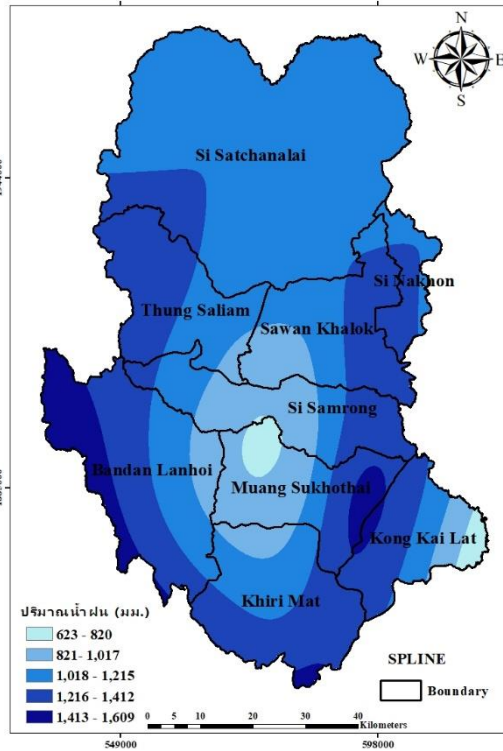 N
W E
S
Si Satchanalai
Si Nakhon
Thung Saliam
Sawan Khalok
Si Samrong
Bandan Lanhoi
Muang Sukhothai
Kong Kai Lat
Khiri Mat
ปริมาณน้ำฝน (มม.)
623 - 820
821 - 1,017
1,018 - 1,215
1,216 - 1,412
1,413 - 1,609
SPLINE
Boundary
0 5 10 20 30 40
Kilometers
549000 598000